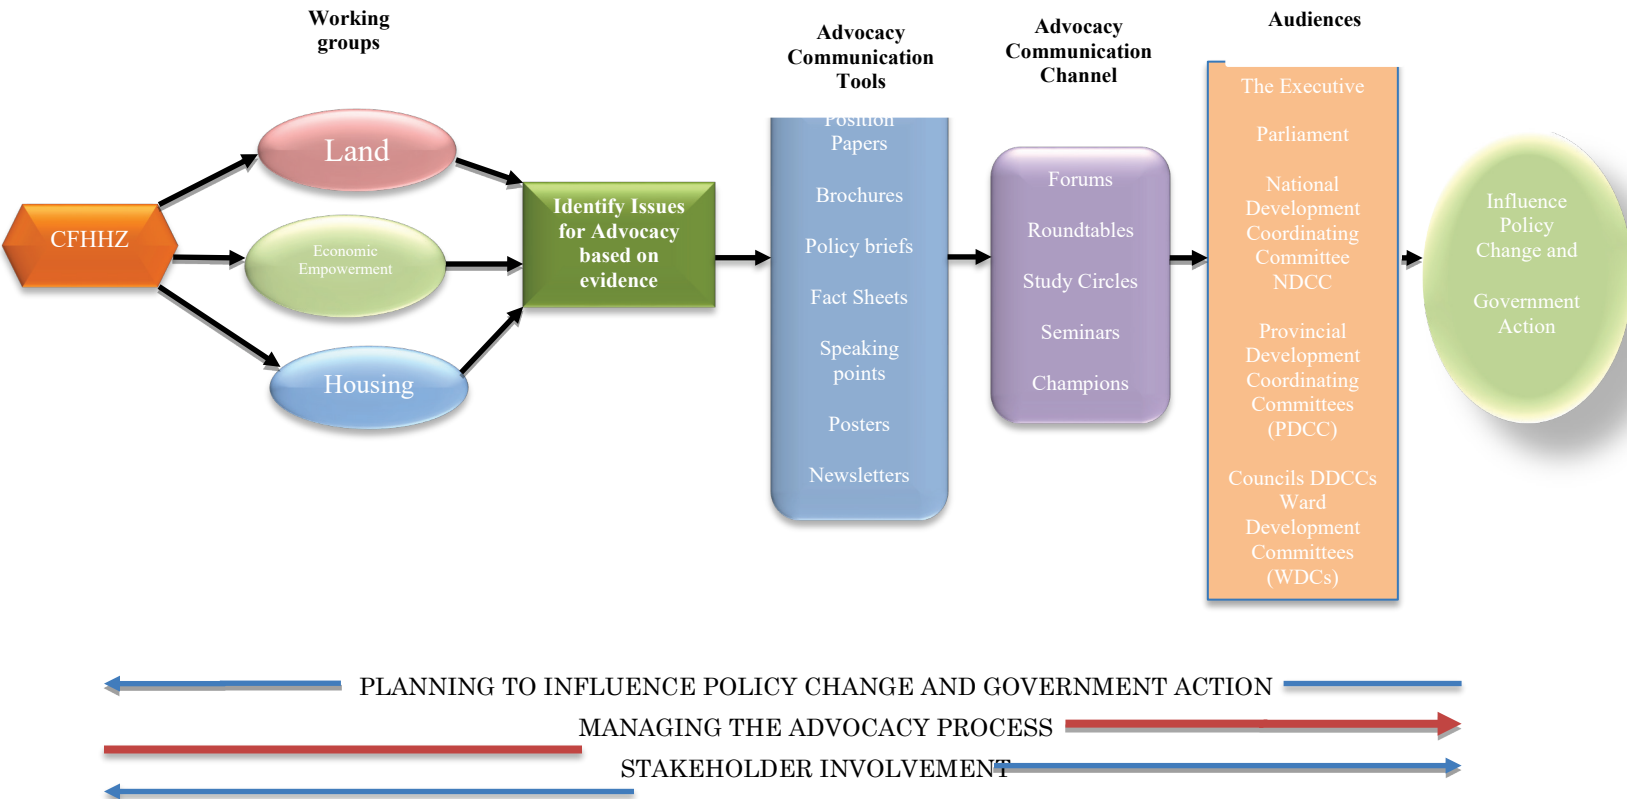 Working
groups
Advocacy
Communication
Tools
Advocacy
Communication
Channel
Audiences
CFHHZ
Land
Economic
Empowerment
Housing
Identify Issues
for Advocacy
based on
evidence
Position
Papers
Brochures
Policy briefs
Fact Sheets
Speaking
points
Posters
Newsletters
Forums
Roundtables
Study Circles
Seminars
Champions
The Executive
Parliament
National
Development
Coordinating
Committee
NDCC
Provincial
Development
Coordinating
Committees
(PDCC)
Councils DDCCs
Ward
Development
Committees
(WDCs)
Influence
Policy
Change and
Government
Action
PLANNING TO INFLUENCE POLICY CHANGE AND GOVERNMENT ACTION
MANAGING THE ADVOCACY PROCESS
STAKEHOLDER INVOLVEMENT